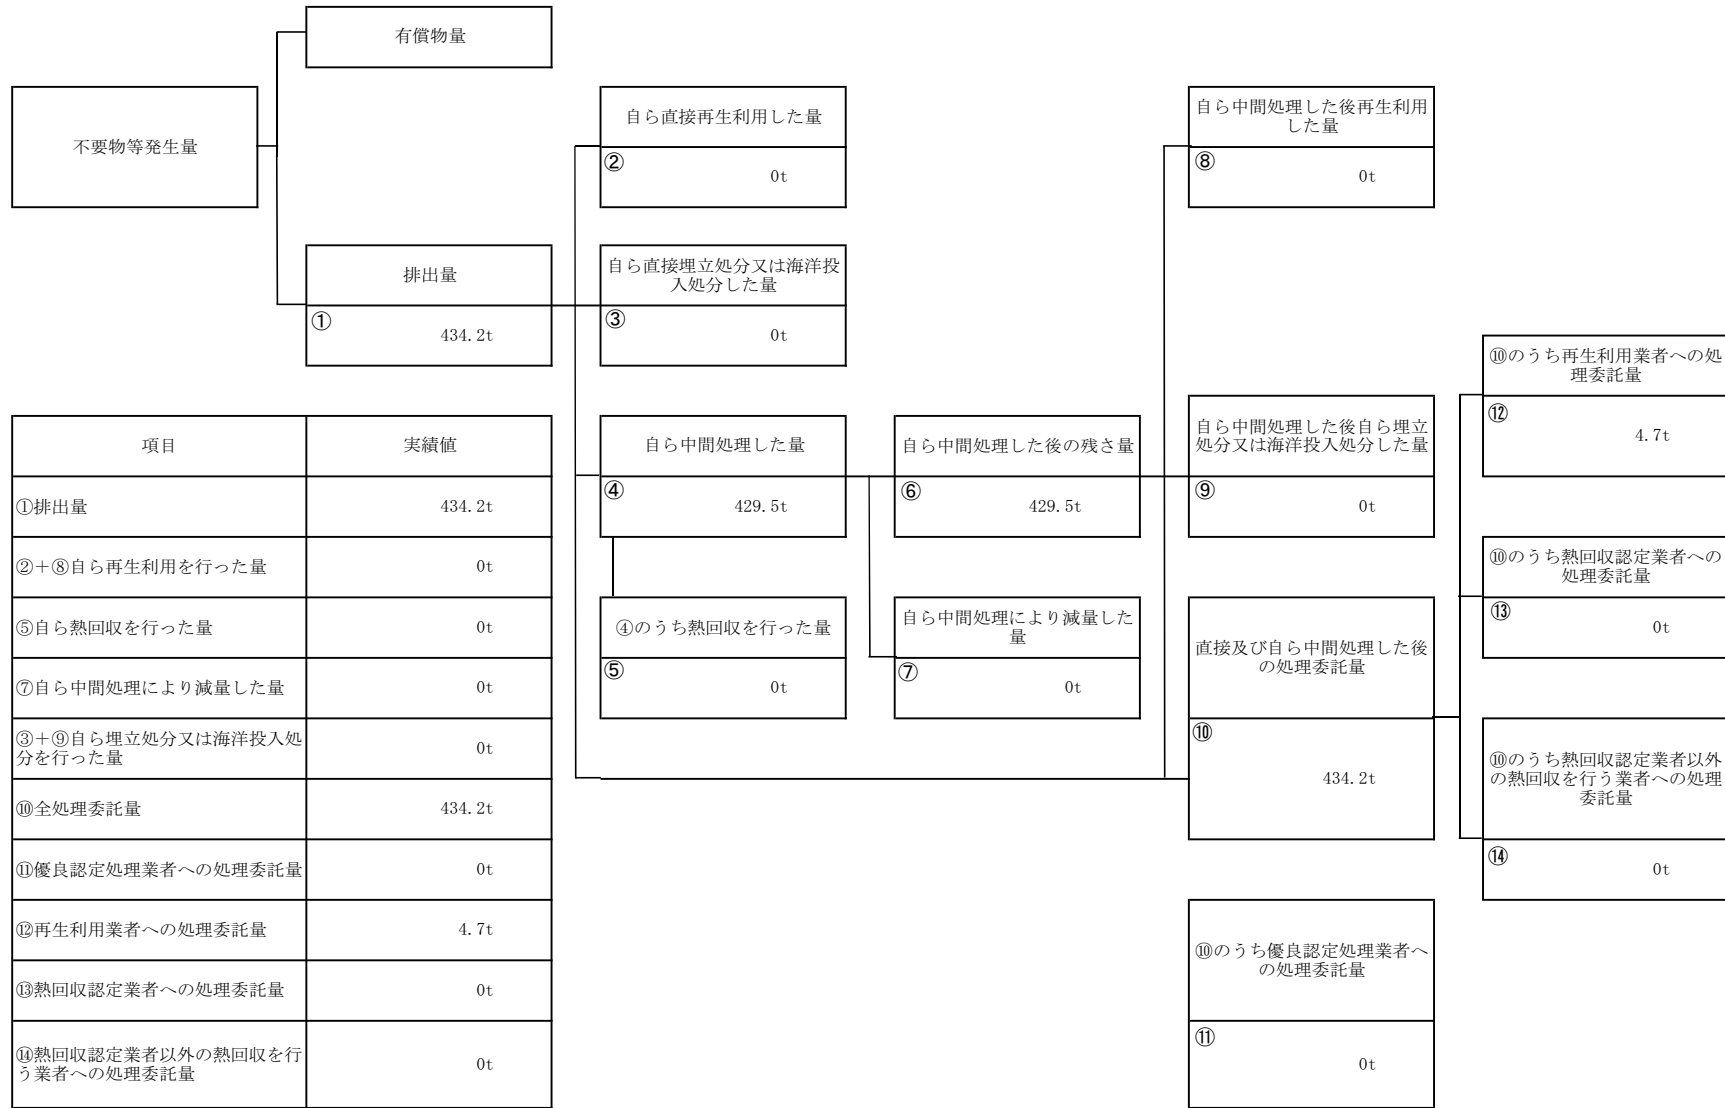 有償物量
不要物等発生量
自ら直接再生利用した量
②
0t
自ら中間処理した後再生利用
した量
⑧
0t
排出量
①
434.2t
自ら直接埋立処分又は海洋投
入処分した量
③
0t
⑩のうち再生利用業者への処
理委託量
⑫
4.7t
自ら中間処理した量
④
429.5t
自ら中間処理した後の残さ量
⑥
429.5t
自ら中間処理した後自ら埋立
処分又は海洋投入処分した量
⑨
0t
⑩のうち熱回収認定業者への
処理委託量
⑬
0t
④のうち熱回収を行った量
⑤
0t
自ら中間処理により減量した
量
⑦
0t
直接及び自ら中間処理した後
の処理委託量
⑩
434.2t
⑩のうち熱回収認定業者以外
の熱回収を行う業者への処理
委託量
⑭
0t
⑩のうち優良認定処理業者へ
の処理委託量
⑪
0t
項目 実績値
①排出量 434.2t
②+⑧自ら再生利用を行った量 0t
⑤自ら熱回収を行った量 0t
⑦自ら中間処理により減量した量 0t
③+⑨自ら埋立処分又は海洋投入処
分を行った量 0t
⑩全処理委託量 434.2t
⑪優良認定処理業者への処理委託量 0t
⑫再生利用業者への処理委託量 4.7t
⑬熱回収認定業者への処理委託量 0t
⑭熱回収認定業者以外の熱回収を行
う業者への処理委託量 0t